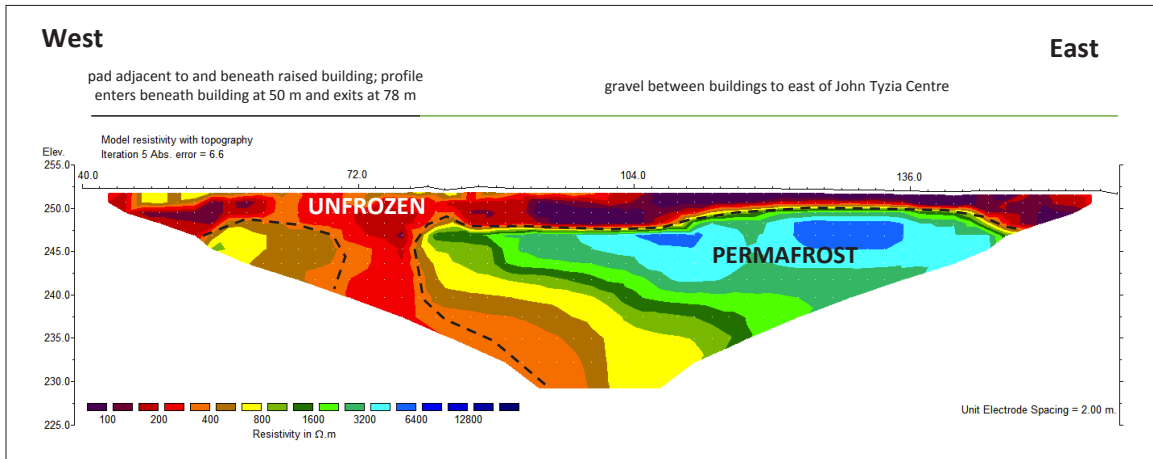 West
East
pad adjacent to and beneath raised building; profile
enters beneath building at 50 m and exits at 78 m
gravel between buildings to east of John Tyzia Centre
Model resistivity with topography
Iteration 5 Abs. error = 6.6
Elev.
255.0
40.0 72.0 104.0 136.0
UNFROZEN
250.0
245.0
PERMAFROST
240.0
235.0
230.0
100 200 400 800 1600 3200 6400 12800
Unit Electrode Spacing = 2.00 m.
225.0
Resistivity in Ω.m